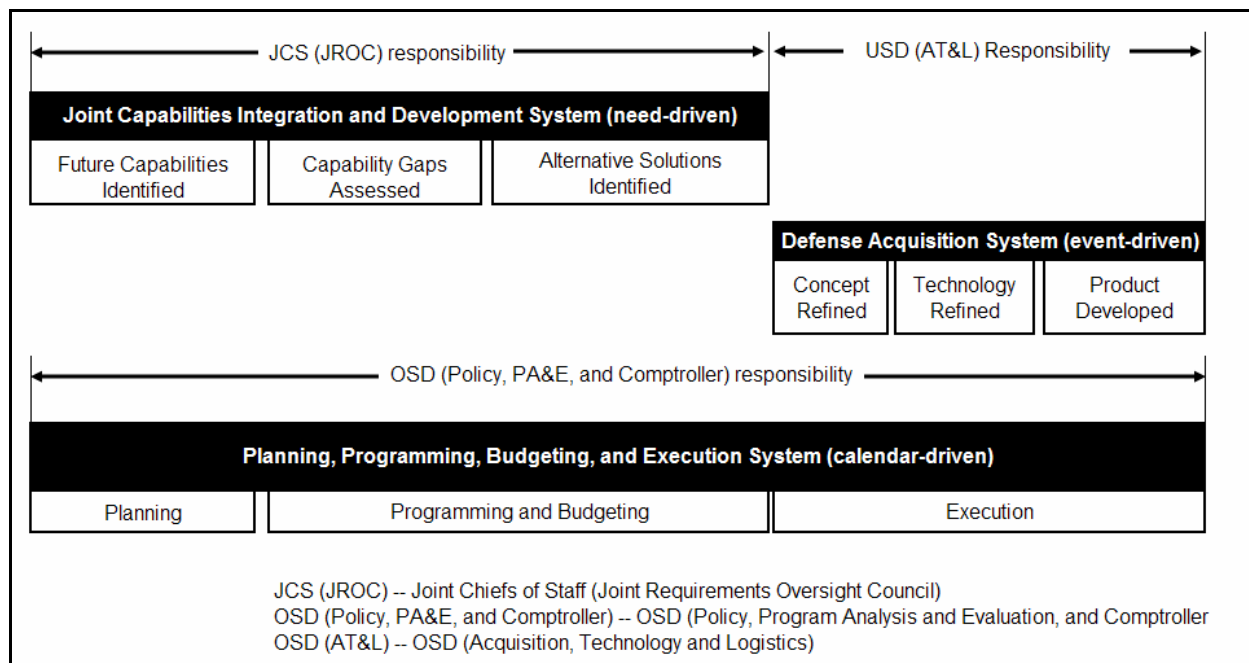 JCS (JROC) responsibility
USD (AT&L) Responsibility
Joint Capabilities Integration and Development System (need-driven)
Future Capabilities
Identified
Capability Gaps
Assessed
Alternative Solutions
Identified
Defense Acquisition System (event-driven)
Concept
Refined
Technology
Refined
Product
Developed
OSD (Policy, PA&E, and Comptroller) responsibility
Planning, Programming, Budgeting, and Execution System (calendar-driven)
Planning
Programming and Budgeting
Execution
JCS (JROC) -- Joint Chiefs of Staff (Joint Requirements Oversight Council)
OSD (Policy, PA&E, and Comptroller) -- OSD (Policy, Program Analysis and Evaluation, and Comptroller
OSD (AT&L) -- OSD (Acquisition, Technology and Logistics)